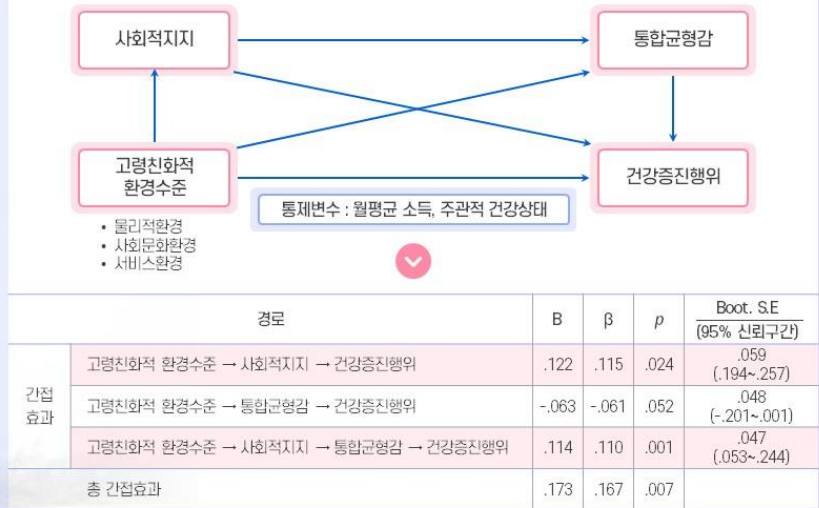 사회적지지
통합균형감
고령친화적
환경수준
건강증진행위
• 물리적환경
• 사회문화환경
• 서비스환경
통제변수 : 월평균 소득, 주관적 건강상태
경로 B β p Boot. S.E
(95% 신뢰구간)
간접
효과
고령친화적 환경수준 → 사회적지지 → 건강증진행위 .122 .115 .024 .059
(.194~.257)
고령친화적 환경수준 → 통합균형감 → 건강증진행위 -.063 -.061 .052 .048
(-.201~.001)
고령친화적 환경수준 → 사회적지지 → 통합균형감 → 건강증진행위 .114 .110 .001 .047
(.053~.244)
총 간접효과 .173 .167 .007